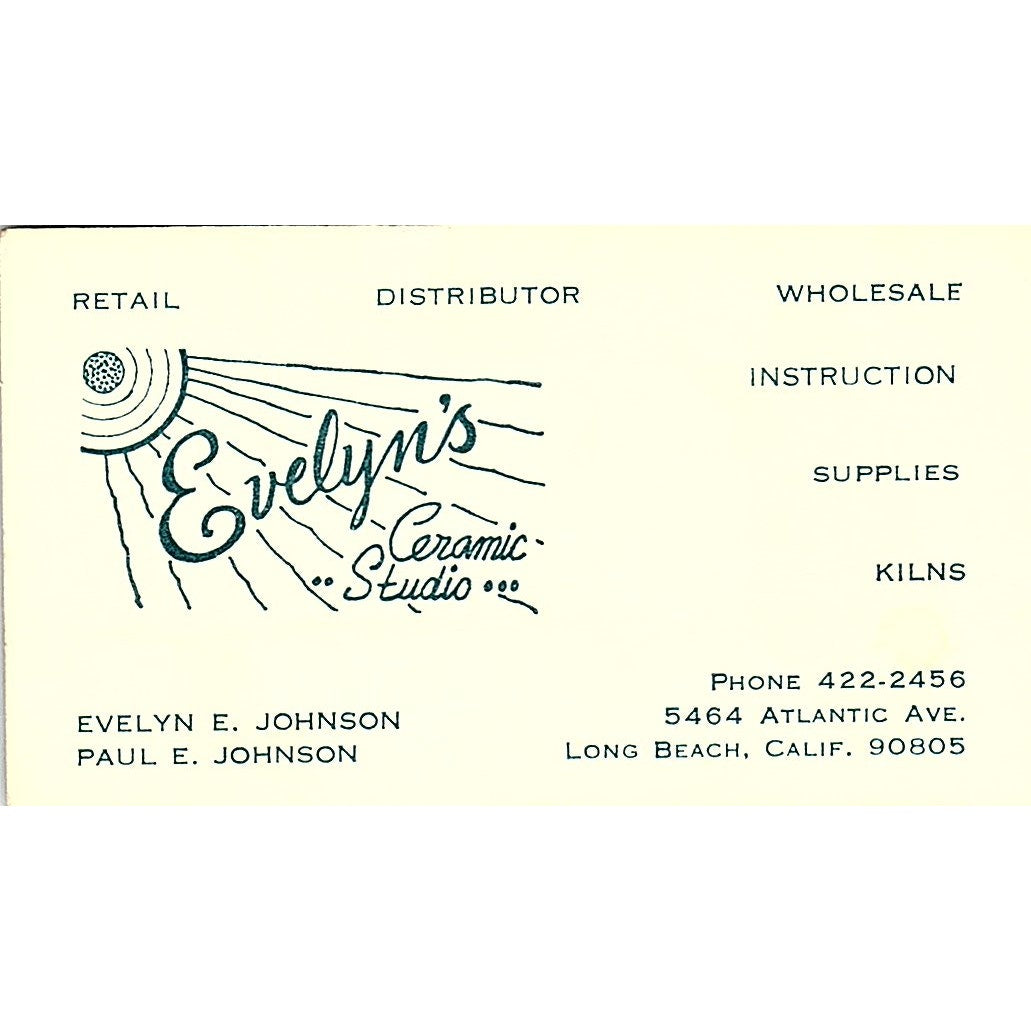 RETAIL DISTRIBUTOR WHOLESALE
INSTRUCTION
SUPPLIES
KILNS
Evelyn's
Ceramic
Studio
EVELYN E. JOHNSON
PAUL E. JOHNSON
PHONE 422-2456
5464 ATLANTIC AVE.
LONG BEACH, CALIF. 90805